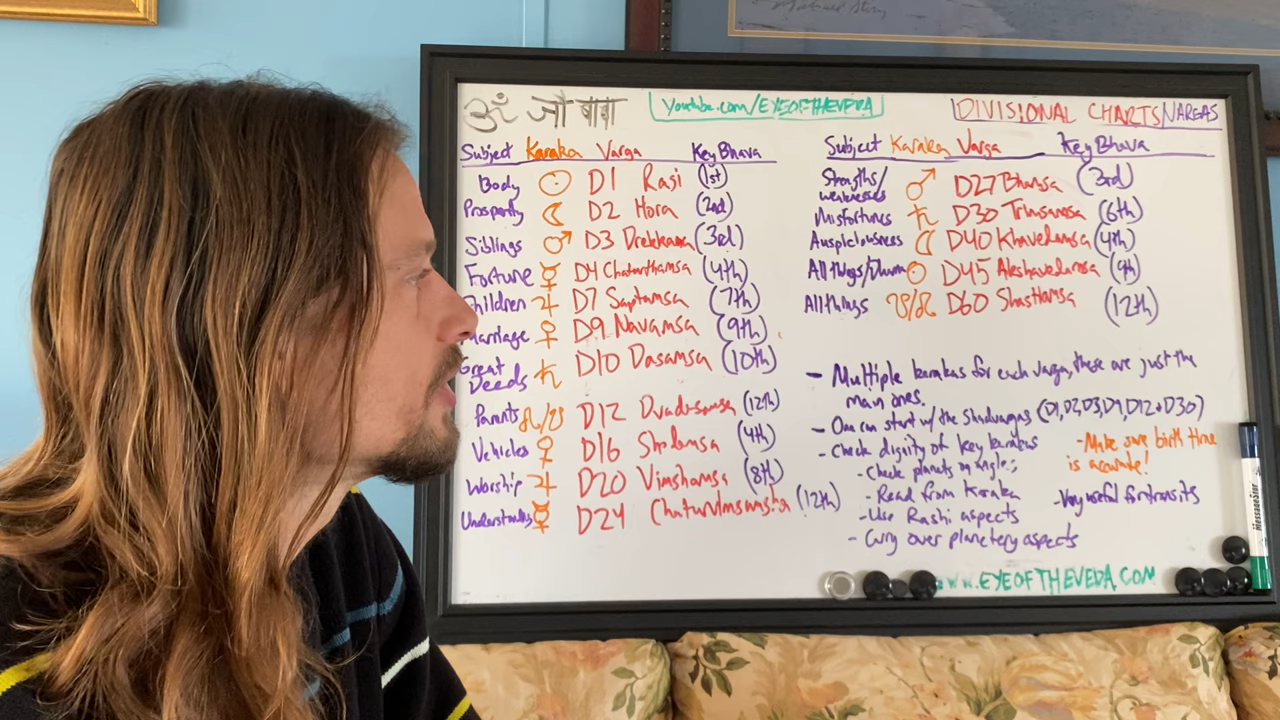 ॐ जौ बाबा
Youtube.com/EYEOFTHEVEDA
DIVISIONAL CHARTS/VARGAS
Subject Karaka Varga Key Bhava
Body ☉ D1 Rasi (1st)
Prosperity ☾ D2 Hora (2nd)
Siblings ♂ D3 Drekkana (3rd)
Fortune ☿ D4 Chaturthamsa (4th)
Children ♃ D7 Saptamsa (7th)
Marriage ♀ D9 Navamsa (9th)
Great
Deeds ♄ D10 Dasamsa (10th)
Parents ☊/☋ D12 Dvadasamsa (12th)
Vehicles ♀ D16 Shodamsa (4th)
Worship ♃ D20 Vimshamsa (8th)
Understanding ☿ D24 Chaturvimsamsha (12th)
Subject Karaka Varga Key Bhava
Strengths/
weaknesses ♂ D27 Bhamsa (3rd)
Misfortunes ♄ D30 Trimsamsa (6th)
Auspiciousness ☾ D40 Khavedamsa (4th)
All things/Dharma ☉ D45 Akshavedamsa (9th)
All things ☋/☊ D60 Shastiamsa (12th)
- Multiple karakas for each varga, these are just the
main ones.
- One can start w/ the Shadvargas (D1, D2, D3, D9, D12 + D30)
- Check dignity of key karakas
- Check planets on angles
- Read from Karaka
- Use Rashi aspects
- Carry over planetary aspects
- Make sure birth time
is accurate!
- Very useful for transits
www.EYEOFTHEVEDA.COM